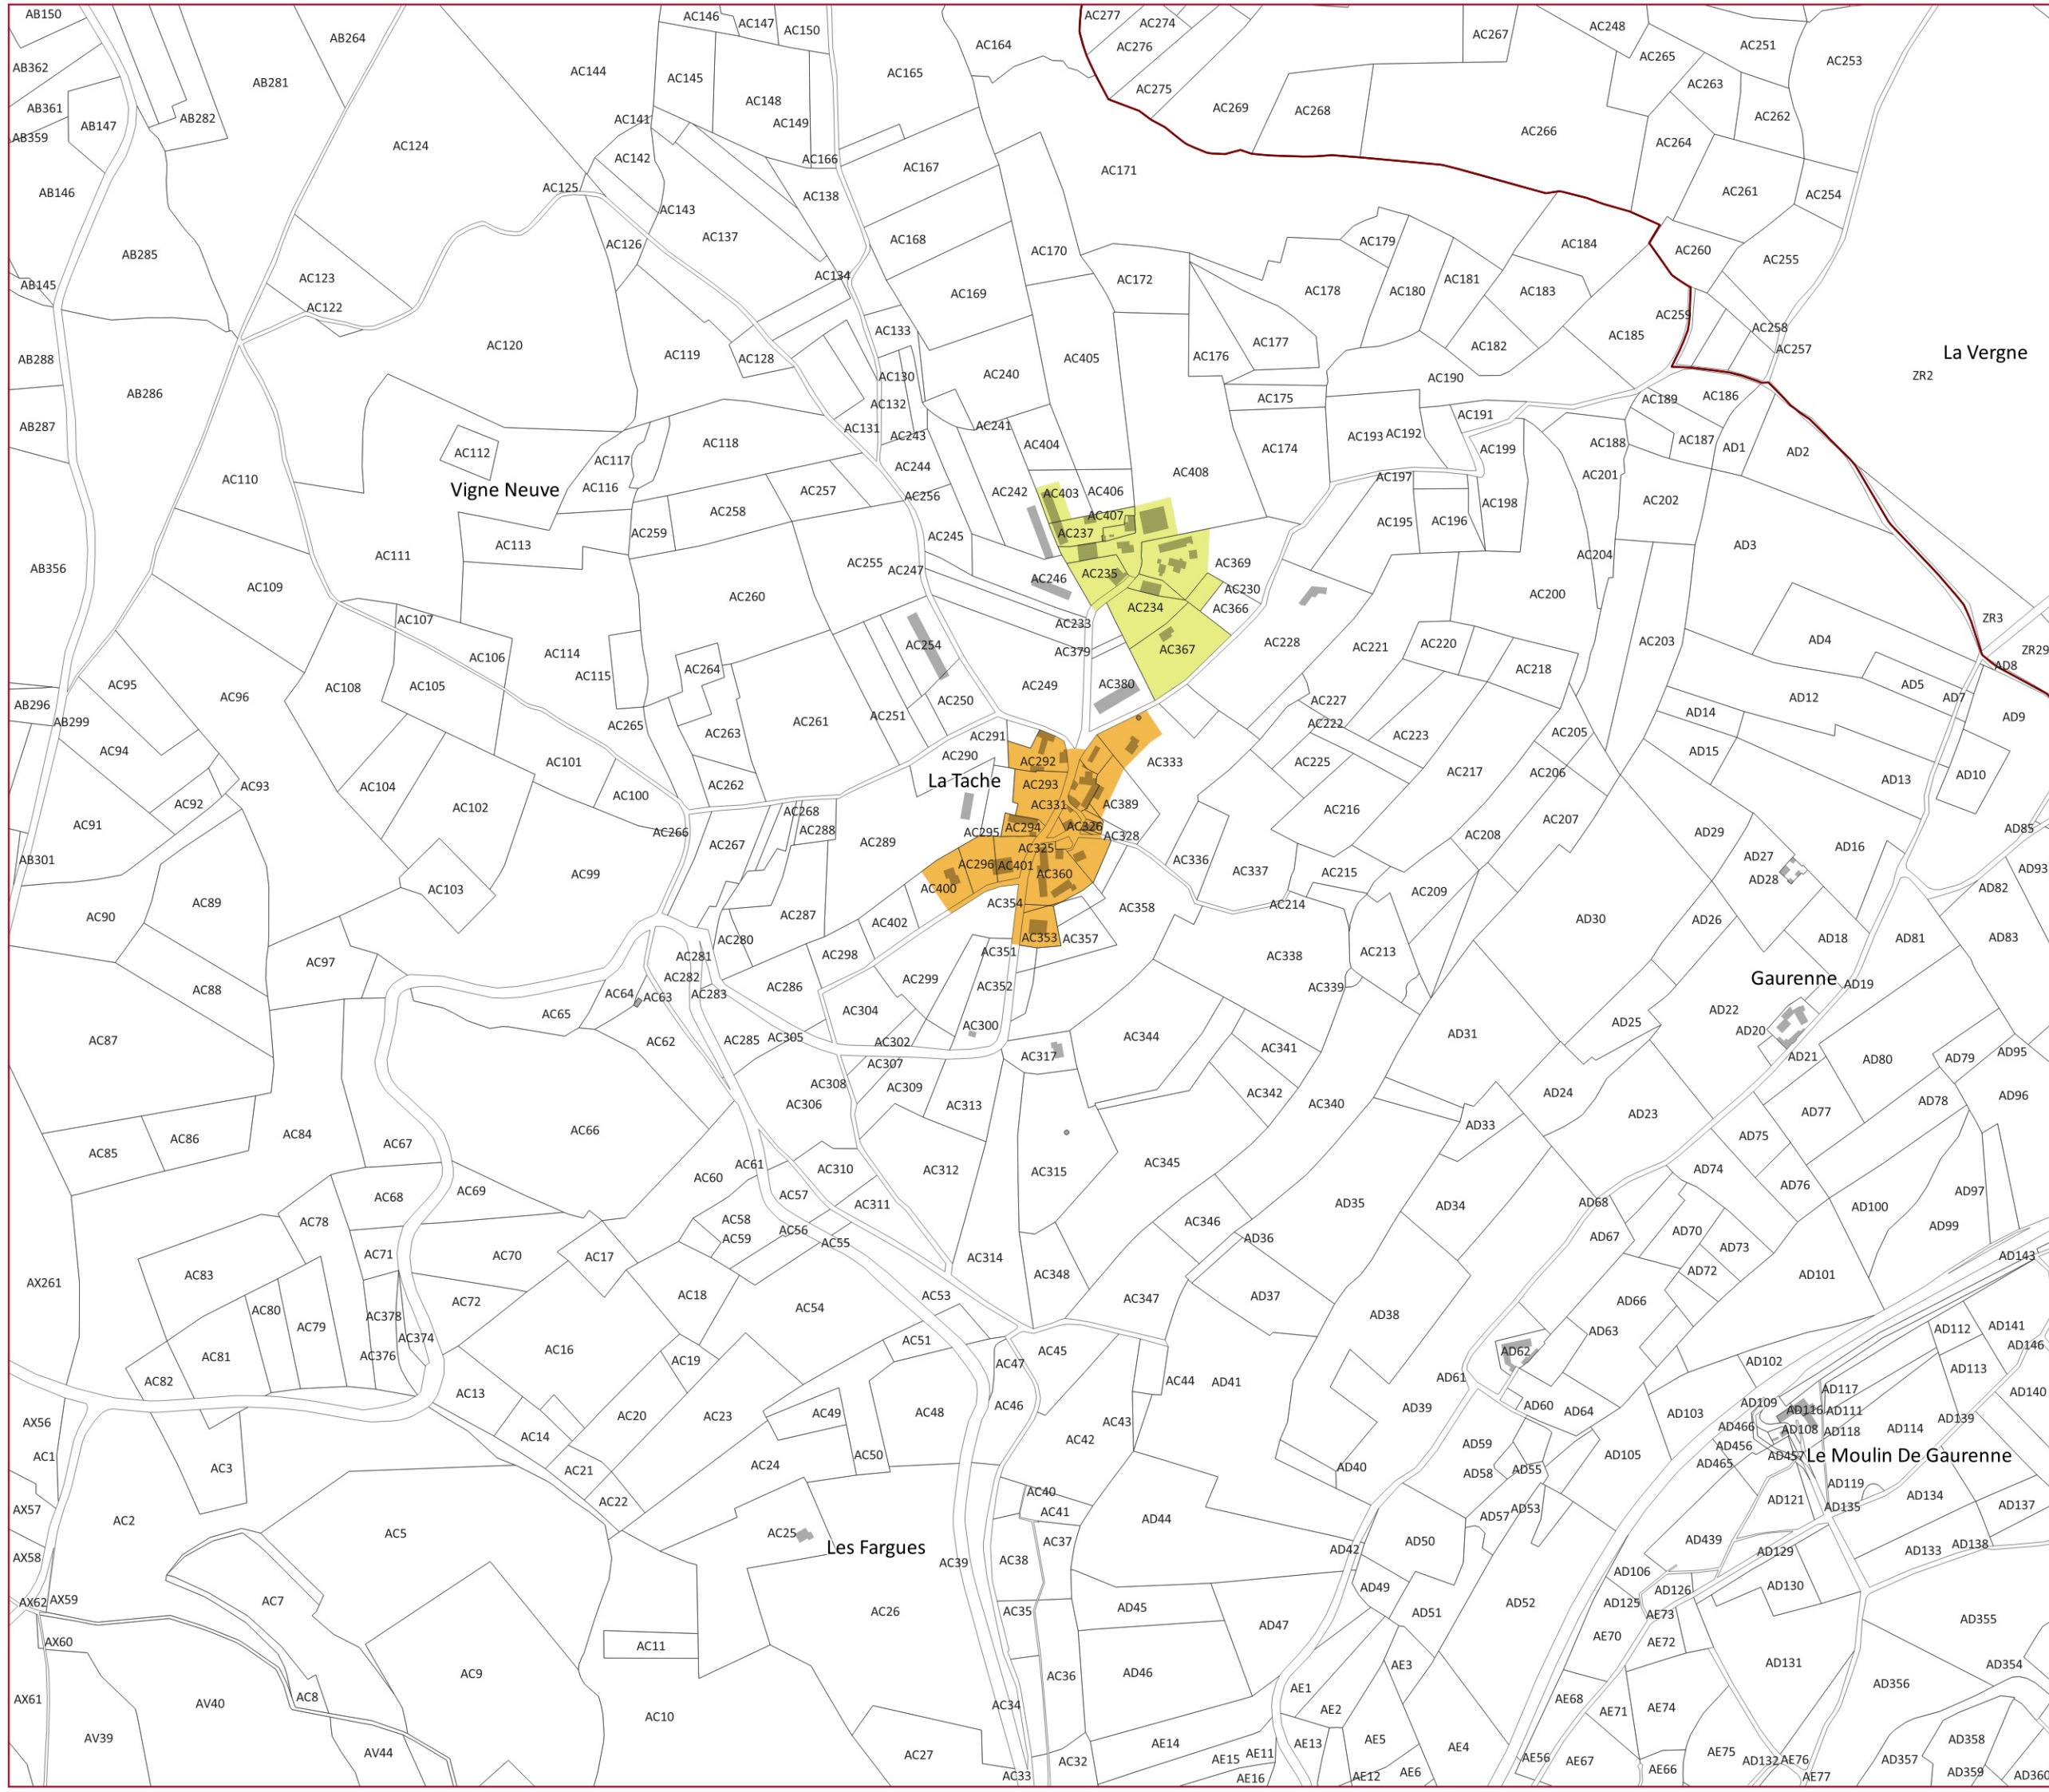 AB150
AB264
AC146
AC147
AC150
AC164
AC277
AC274
AC276
AC267
AC248
AC251
AC265
AC253
AB362
AB281
AC144
AC145
AC165
AC148
AC275
AC263
AB361
AB147
AB282
AC141
AC149
AC269
AC268
AC266
AC262
AB359
AC124
AC142
AC166
AC167
AC171
AC264
AB146
AC125
AC143
AC138
AC261
AC254
AB285
AC126
AC137
AC168
AC170
AC179
AC184
AC260
AC255
AB145
AC123
AC122
AC134
AC169
AC172
AC178
AC180
AC181
AC183
AC259
AC258
AC257
AB288
AC120
AC119
AC128
AC133
AC405
AC176
AC177
AC182
AC185
La Vergne
ZR2
AB286
AC130
AC240
AC190
AC175
AC189
AC186
AB287
AC132
AC131
AC241
AC243
AC404
AC193
AC192
AC191
AC199
AC188
AC187
AD1
AD2
AC112
AC118
AC117
AC116
AC110
Vigne Neuve
AC257
AC244
AC256
AC242
AC403
AC406
AC408
AC174
AC197
AC201
AC202
AC258
AC407
AC195
AC196
AC198
AC259
AC113
AC111
AC245
AC237
AD3
AB356
AC255
AC247
AC246
AC235
AC369
AC204
AC109
AC260
AC230
AC366
AC200
AC107
AC234
AC233
AC254
AC106
AC114
AC264
AC115
AC379
AC367
AC228
AC221
AC220
AC218
AC203
AD4
ZR3
ZR29
AD8
AC95
AC96
AC108
AC105
AC249
AC380
AC250
AC251
AC227
AC222
AC223
AD12
AD5
AD7
AD9
AB296
AB299
AC265
AC263
AC261
AC205
AD14
AD15
AC94
AC101
AC291
AC290
AC292
AC333
AC225
AC217
AC206
AD13
AD10
La Tache
AC93
AC92
AC104
AC102
AC100
AC262
AC293
AC331
AC389
AC216
AC91
AC266
AC268
AC288
AC267
AC289
AC295
AC294
AC326
AC328
AC208
AC207
AD29
AD85
AB301
AC99
AC325
AC296
AC401
AC360
AC336
AC337
AC215
AD27
AD28
AD16
AD93
AC103
AC400
AC354
AC358
AC214
AC209
AD82
AC90
AC89
AC287
AC402
AC353
AC357
AC213
AD30
AD26
AD18
AD81
AD83
AC97
AC280
AC281
AC298
AC351
AC338
AC88
AC282
AC283
AC286
AC299
AC352
AC339
Gaurenne
AD19
AC64
AC63
AC65
AC87
AC62
AC285
AC305
AC304
AC302
AC300
AC344
AD31
AD25
AD22
AD20
AD21
AC307
AC317
AC341
AD80
AD79
AD95
AC308
AC309
AC306
AC313
AC342
AC340
AD24
AD23
AD77
AD78
AD96
AC85
AC86
AC84
AC67
AC66
AD33
AD75
AC61
AC310
AC312
AC315
AC345
AD74
AC68
AC69
AC60
AC57
AC311
AD35
AD34
AD68
AD76
AD100
AD97
AC78
AC58
AC59
AC56
AC55
AC346
AD36
AD67
AD70
AD73
AD99
AX261
AC83
AC71
AC70
AC17
AC314
AC348
AD72
AD101
AD143
AC80
AC79
AC378
AC72
AC18
AC54
AC53
AC347
AD37
AD38
AD66
AC374
AC376
AC16
AC51
AC45
AD63
AD62
AD112
AD141
AD146
AC81
AC82
AC19
AC47
AC44
AD41
AD61
AD102
AD113
AD140
AX56
AC13
AC20
AC23
AC49
AC48
AC46
AC43
AD39
AD60
AD64
AD103
AD109
AD117
AD116
AD111
AD466
AD108
AD118
AD114
AD139
AC1
AC3
AC14
AC21
AC24
AC50
AC42
AD40
AD59
AD58
AD55
AD105
AD456
AD465
AD457
Le Moulin De Gaurenne
AX57
AC2
AC22
AC40
AC41
AD44
AD57
AD53
AD121
AD119
AD135
AD134
AD137
AC5
AC25
Les Fargues
AC37
AX58
AC39
AC38
AD42
AD50
AD439
AD129
AD133
AD138
AX62
AX59
AC7
AC26
AC35
AD45
AD47
AD49
AD51
AD52
AD106
AD126
AD125
AD130
AE73
AD355
AX60
AC11
AC9
AC36
AD46
AE3
AE70
AE72
AD131
AD354
AX61
AV40
AC8
AC10
AC34
AE1
AE2
AE68
AE71
AE74
AD356
AV39
AV44
AC27
AC33
AC32
AE14
AE15
AE11
AE16
AE13
AE5
AE12
AE6
AE4
AE56
AE67
AE66
AE75
AD132
AE76
AE77
AD357
AD358
AD359
AD360